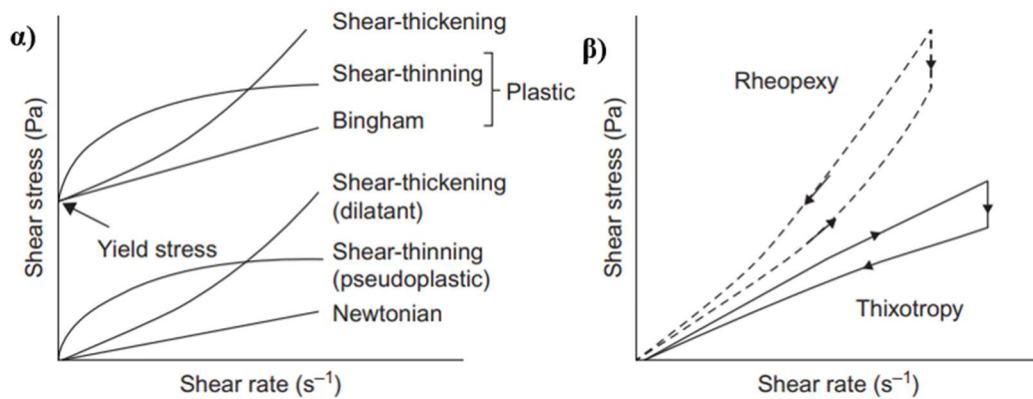 α)
Shear stress (Pa)
Shear-thickening
Shear-thinning
Plastic
Bingham
Shear-thickening
(dilatant)
Yield stress
Shear-thinning
(pseudoplastic)
Newtonian
Shear rate (s⁻¹)
β)
Shear stress (Pa)
Rheopexy
Thixotropy
Shear rate (s⁻¹)